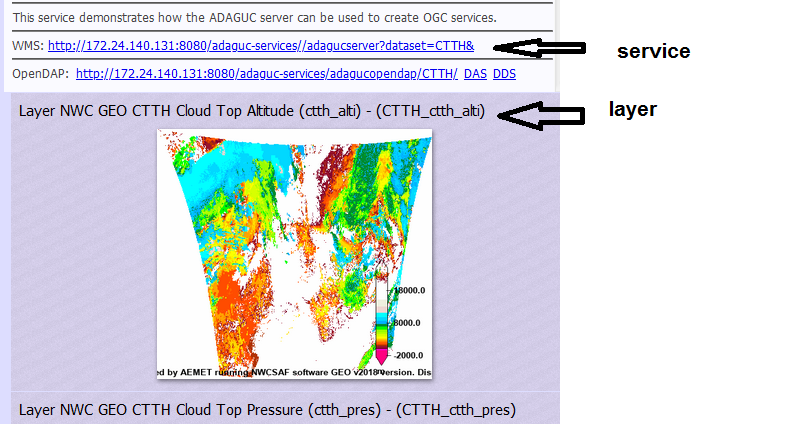 This service demonstrates how the ADAGUC server can be used to create OGC services.
WMS: http://172.24.140.131:8080/adaguc-services//adagucserver?dataset=CTTH&
service
OpenDAP: http://172.24.140.131:8080/adaguc-services/adagucopendap/CTTH/ DAS DDS
Layer NWC GEO CTTH Cloud Top Altitude (ctth_alti) - (CTTH_ctth_alti)
layer
18000.0
8000.0
-2000.0
ed by AEMET running NWCSAF software GEO v2018 version. Dis
Layer NWC GEO CTTH Cloud Top Pressure (ctth_pres) - (CTTH_ctth_pres)